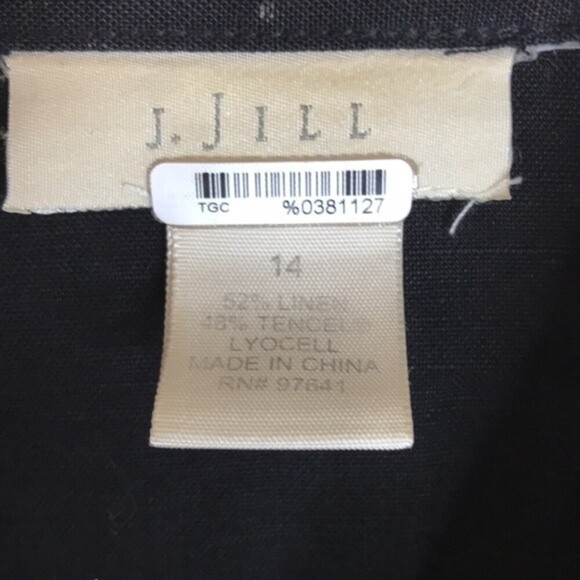 J. JILL
TGC %0381127
14
52% LINEN
48% TENCEL®
LYOCELL
MADE IN CHINA
RN# 97641